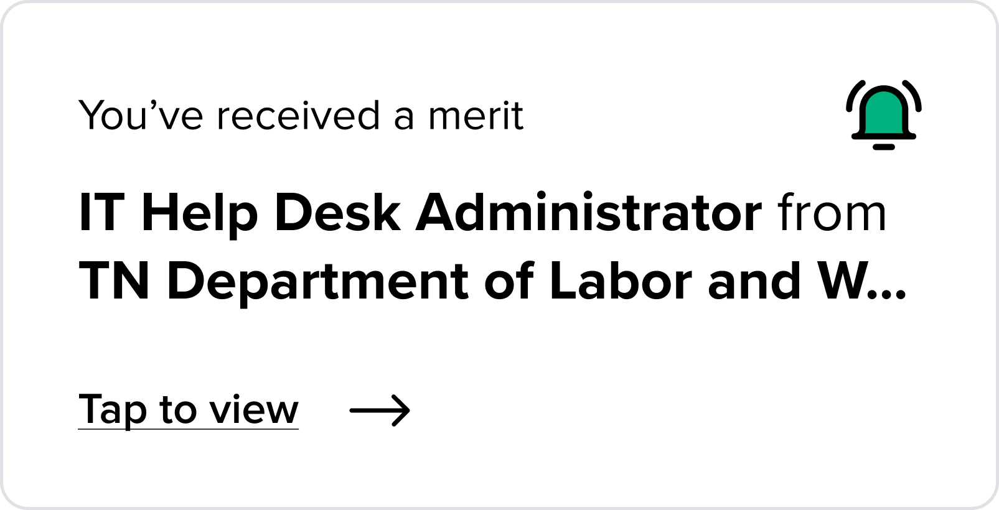 You’ve received a merit
IT Help Desk Administrator from
TN Department of Labor and W...
Tap to view